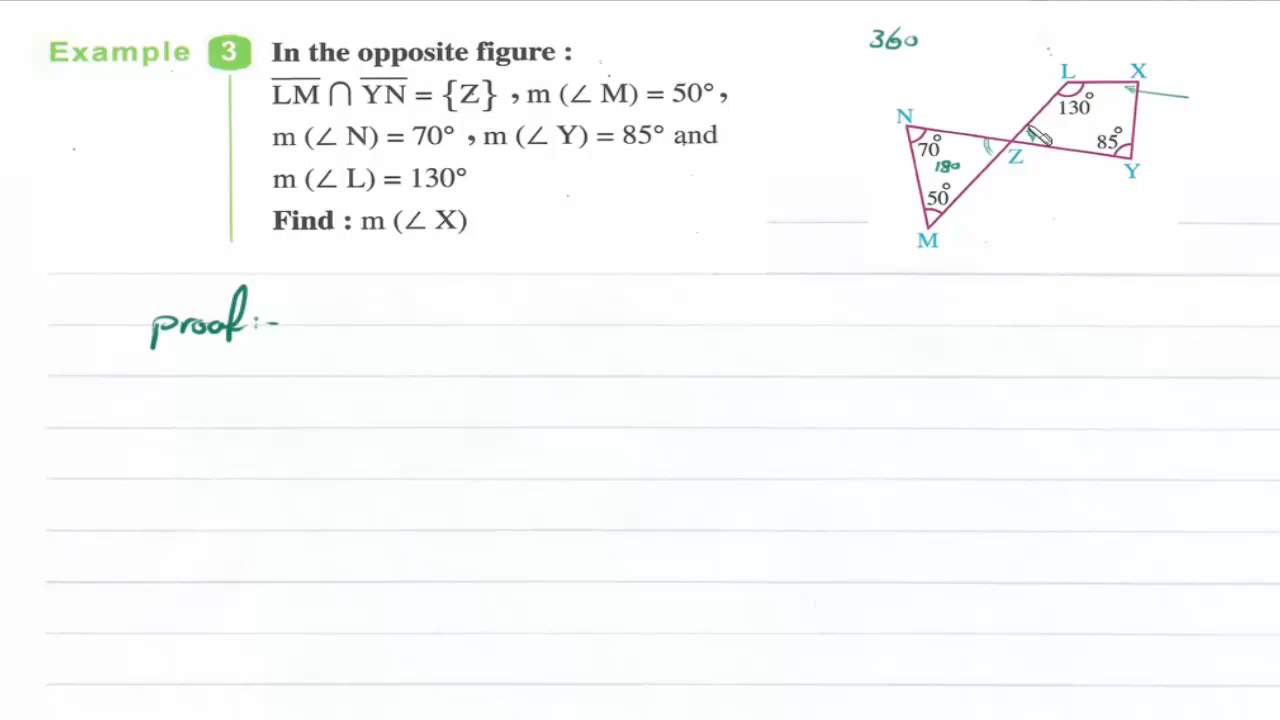 Example 3 In the opposite figure :
LM ∩ YN = {Z} , m (∠ M) = 50° ,
m (∠ N) = 70° , m (∠ Y) = 85° and
m (∠ L) = 130°
Find : m (∠ X)
360
L X
130°
N
70°
85°
Z
Y
180
50°
M
proof :-